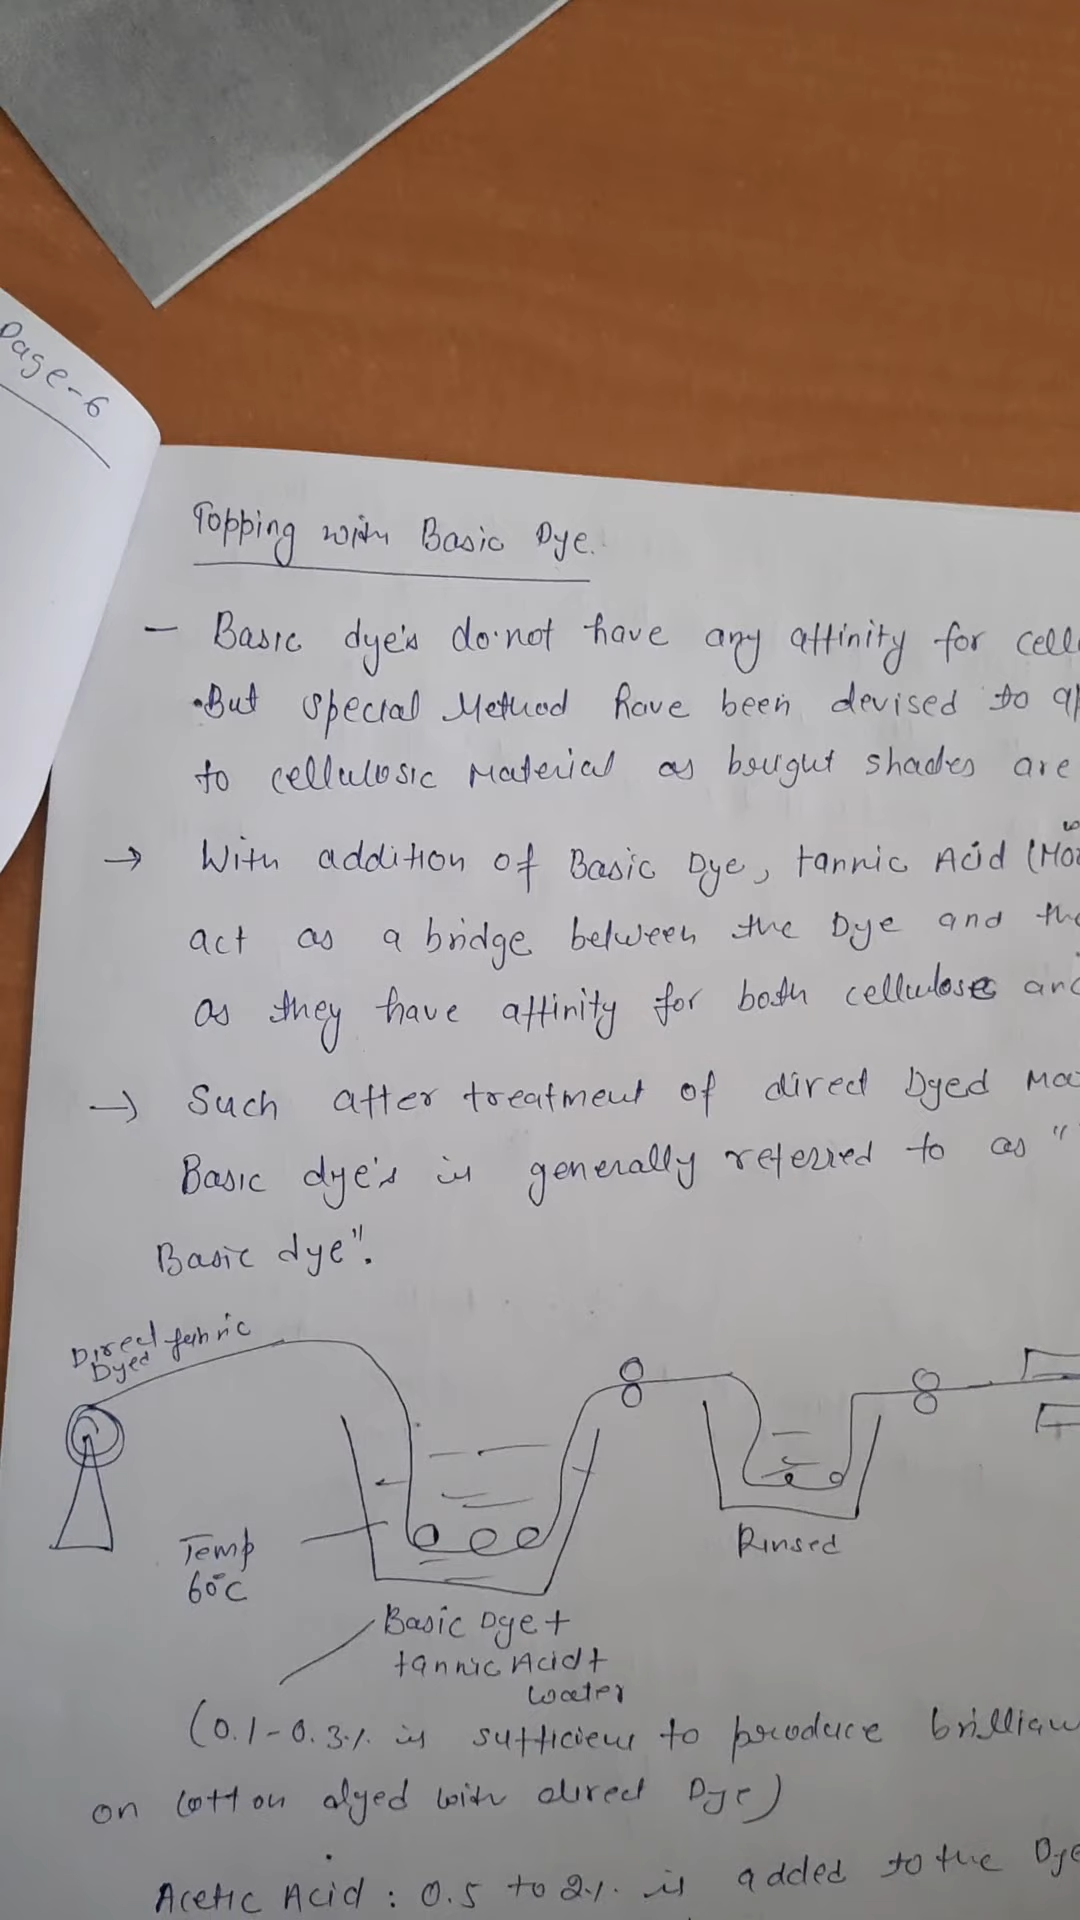 Page-6
Topping with Basic Dye.
- Basic dye's do not have any affinity for cell
But special Method have been devised to ap
to cellulosic Material as bright shades are
→ With addition of Basic Dye, tannic Acid (Mor
act as a bridge between the Dye and the
as they have affinity for both cellulose and
→ Such after treatment of direct Dyed Ma
Basic dye's is generally referred to as "
Basic dye".
Direct Dyed fabric
Temp
60°C
Rinsed
Basic Dye +
tannic Acid +
water
(0.1-0.3% is sufficient to produce brillian
on cotton dyed with direct Dye)
Acetic Acid : 0.5 to 2% is added to the Dye